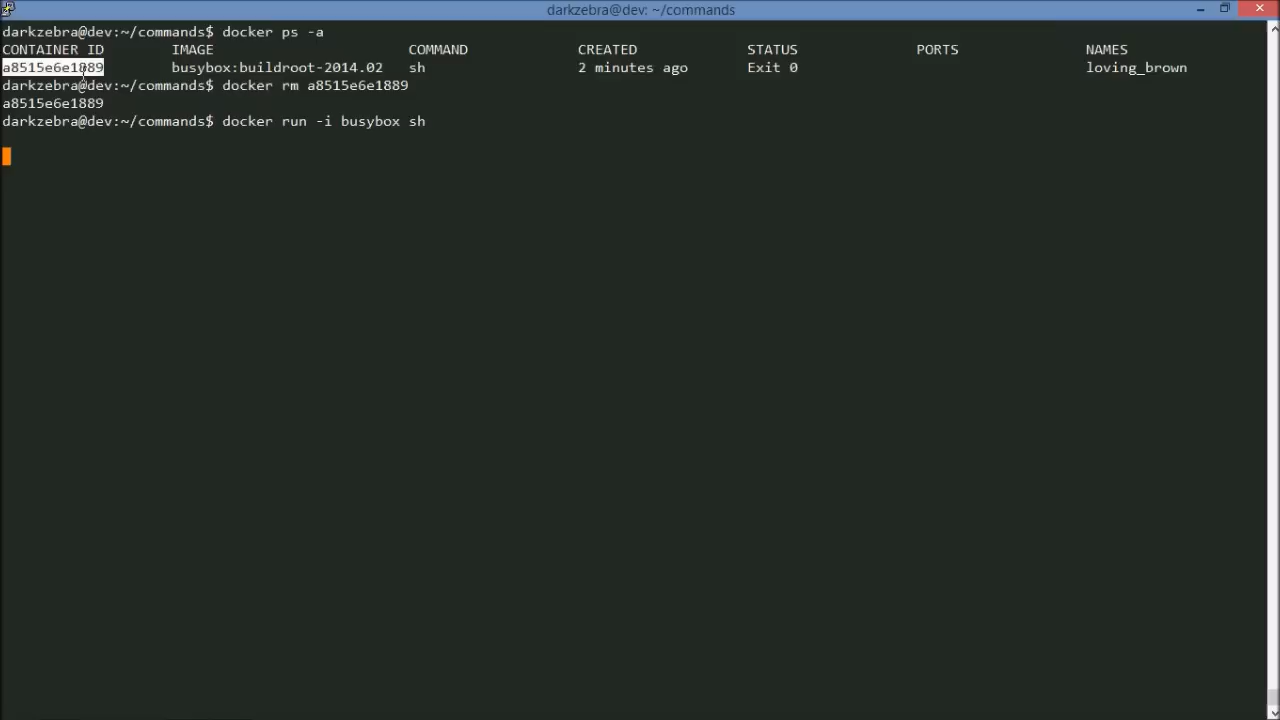 darkzebra@dev: ~/commands
darkzebra@dev:~/commands$ docker ps -a
CONTAINER ID        IMAGE                        COMMAND             CREATED             STATUS              PORTS               NAMES
a8515e6e1889        busybox:buildroot-2014.02   sh                  2 minutes ago       Exit 0                                  loving_brown
darkzebra@dev:~/commands$ docker rm a8515e6e1889
a8515e6e1889
darkzebra@dev:~/commands$ docker run -i busybox sh